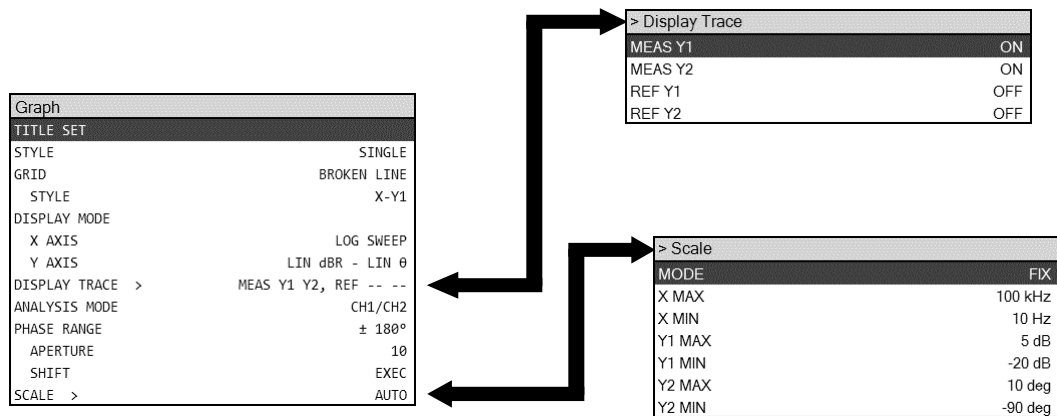 Graph
TITLE SET
STYLE SINGLE
GRID BROKEN LINE
STYLE X-Y1
DISPLAY MODE
X AXIS LOG SWEEP
Y AXIS LIN dBR - LIN θ
DISPLAY TRACE > MEAS Y1 Y2, REF -- --
ANALYSIS MODE CH1/CH2
PHASE RANGE ± 180º
APERTURE 10
SHIFT EXEC
SCALE > AUTO
> Display Trace
MEAS Y1 ON
MEAS Y2 ON
REF Y1 OFF
REF Y2 OFF
> Scale
MODE FIX
X MAX 100 kHz
X MIN 10 Hz
Y1 MAX 5 dB
Y1 MIN -20 dB
Y2 MAX 10 deg
Y2 MIN -90 deg